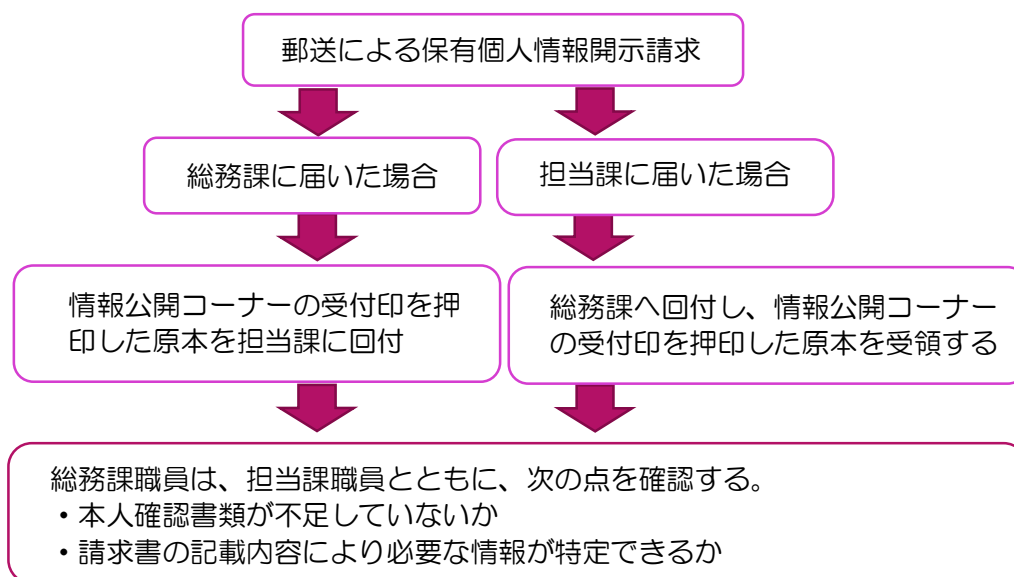 郵送による保有個人情報開示請求
総務課に届いた場合
担当課に届いた場合
情報公開コーナーの受付印を押
印した原本を担当課に回付
総務課へ回付し、情報公開コーナー
の受付印を押印した原本を受領する
総務課職員は、担当課職員とともに、次の点を確認する。
・本人確認書類が不足していないか
・請求書の記載内容により必要な情報が特定できるか